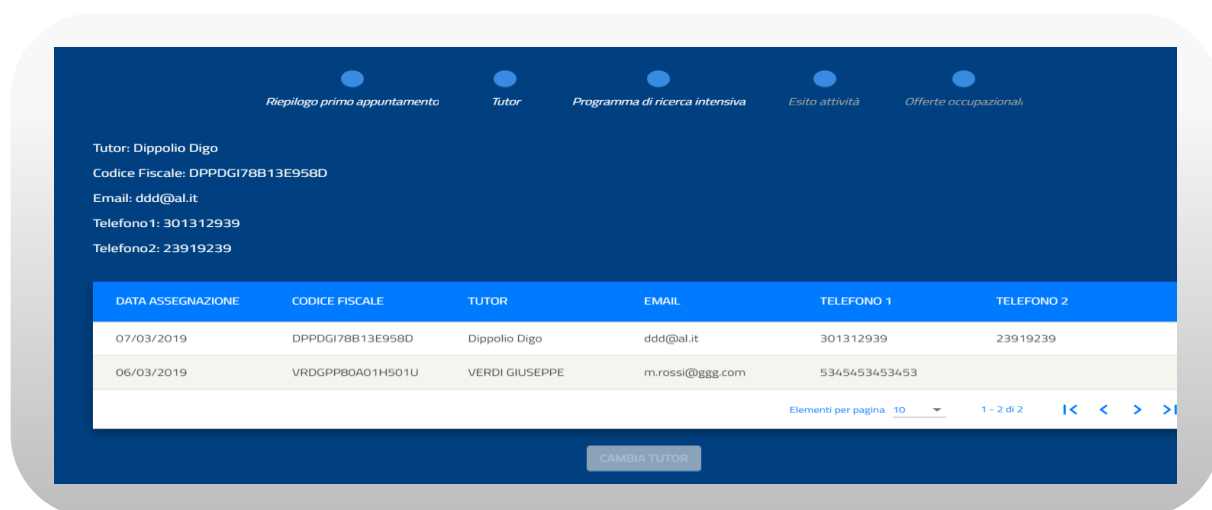 Riepilogo primo appuntamento Tutor Programma di ricerca intensiva Esito attività Offerte occupazionali
Tutor: Dippolio Digo
Codice Fiscale: DPPDGI78B13E958D
Email: ddd@al.it
Telefono1: 301312939
Telefono2: 23919239
DATA ASSEGNAZIONE CODICE FISCALE TUTOR EMAIL TELEFONO 1 TELEFONO 2
07/03/2019 DPPDGI78B13E958D Dippolio Digo ddd@al.it 301312939 23919239
06/03/2019 VRDGPP80A01H501U VERDI GIUSEPPE m.rossi@ggg.com 5345453453453
Elementi per pagina 10 1 - 2 di 2
CAMBIA TUTOR